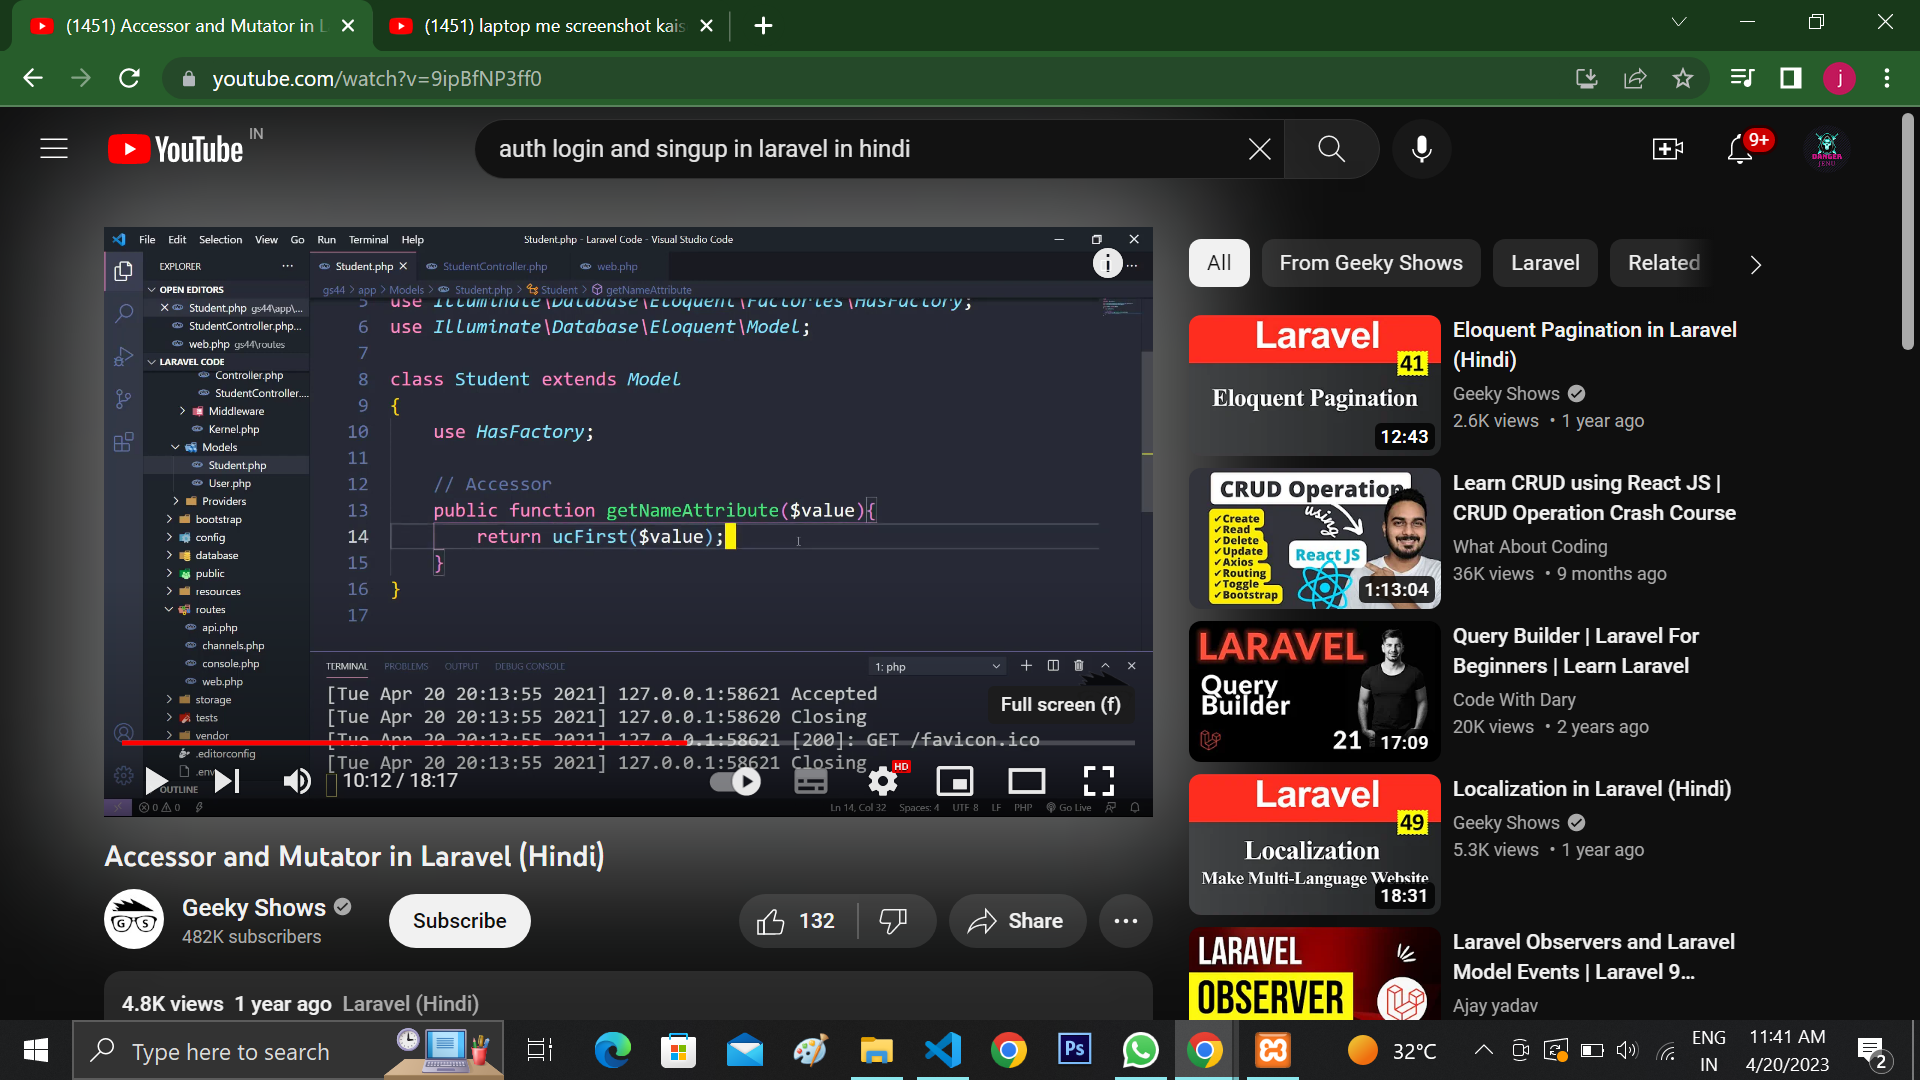 (1451) Accessor and Mutator in L
(1451) laptop me screenshot kais
youtube.com/watch?v=9ipBfNP3ff0
j
YouTube
IN
auth login and singup in laravel in hindi
9+
File Edit Selection View Go Run Terminal Help
Student.php - Laravel Code - Visual Studio Code
EXPLORER
OPEN EDITORS
Student.php gs44\app\...
StudentController.php...
web.php gs44\routes
LARAVEL CODE
Controller.php
StudentController....
Middleware
Kernel.php
Models
Student.php
User.php
Providers
bootstrap
config
database
public
resources
routes
api.php
channels.php
console.php
web.php
storage
tests
vendor
.editorconfig
.env
OUTLINE
Student.php StudentController.php web.php
gs44 > app > Models > Student.php > Student > getNameAttribute
5 use Illuminate\Database\Eloquent\Factories\HasFactory;
6 use Illuminate\Database\Eloquent\Model;
7
8 class Student extends Model
9 {
10 use HasFactory;
11
12 // Accessor
13 public function getNameAttribute($value){
14 return ucFirst($value);
15 }
16 }
17
TERMINAL PROBLEMS OUTPUT DEBUG CONSOLE
1: php
[Tue Apr 20 20:13:55 2021] 127.0.0.1:58621 Accepted
[Tue Apr 20 20:13:55 2021] 127.0.0.1:58620 Closing
[Tue Apr 20 20:13:55 2021] 127.0.0.1:58621 [200]: GET /favicon.ico
[Tue Apr 20 20:13:55 2021] 127.0.0.1:58621 Closing
Full screen (f)
10:12 / 18:17
HD
0 0
Ln 14, Col 32 Spaces: 4 UTF-8 LF PHP Go Live
Accessor and Mutator in Laravel (Hindi)
G S
Geeky Shows
482K subscribers
Subscribe
132
Share
4.8K views 1 year ago Laravel (Hindi)
All
From Geeky Shows
Laravel
Related
Laravel
41
Eloquent Pagination
12:43
Eloquent Pagination in Laravel
(Hindi)
Geeky Shows
2.6K views • 1 year ago
CRUD Operation
using
React JS
✓Create
✓Read
✓Delete
✓Update
✓Axios
✓Routing
✓Toggle
✓Bootstrap
1:13:04
Learn CRUD using React JS |
CRUD Operation Crash Course
What About Coding
36K views • 9 months ago
LARAVEL
Query
Builder
21
17:09
Query Builder | Laravel For
Beginners | Learn Laravel
Code With Dary
20K views • 2 years ago
Laravel
49
Localization
Make Multi-Language Website
18:31
Localization in Laravel (Hindi)
Geeky Shows
5.3K views • 1 year ago
LARAVEL
OBSERVER
Laravel Observers and Laravel
Model Events | Laravel 9...
Ajay yadav
Type here to search
Ps
32°C
ENG
IN
11:41 AM
4/20/2023
2